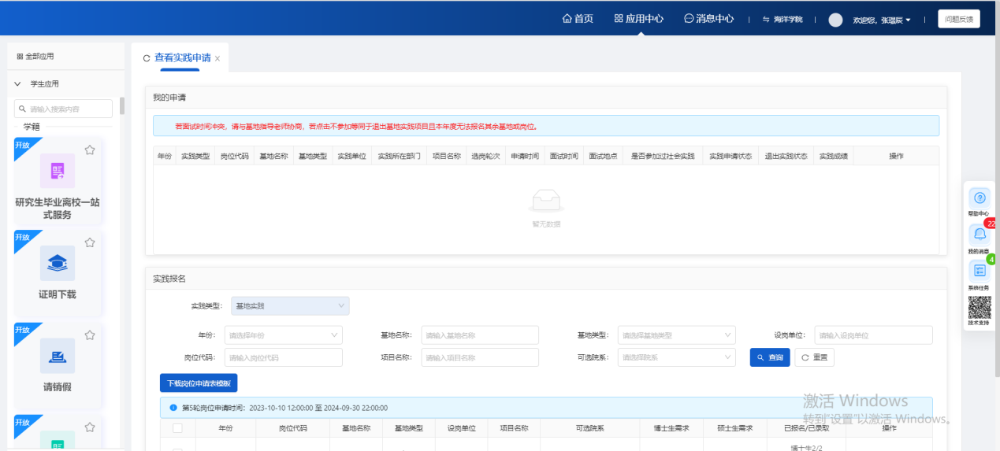 首页 应用中心 消息中心 海洋学院 欢迎您, 张璟辰 问题反馈
全部应用
学生应用
请输入搜索内容
学籍
开放
研究生毕业离校一站
式服务
开放
证明下载
开放
请销假
开放
查看实践申请
我的申请
若面试时间冲突，请与基地指导老师协商，若点击不参加等同于退出基地实践项目且本年度无法报名其余基地或岗位。
年份 实践类型 岗位代码 基地名称 基地类型 实践单位 实践所在部门 项目名称 选岗轮次 申请时间 面试时间 面试地点 是否参加过社会实践 实践申请状态 退出实践状态 实践成绩 操作
暂无数据
实践报名
实践类型: 基地实践
年份: 请选择年份 基地名称: 请输入基地名称 基地类型: 请选择基地类型 设岗单位: 请输入设岗单位
岗位代码: 请输入岗位代码 项目名称: 请输入项目名称 可选院系: 请选择院系 查询 重置
下载岗位申请表模板
第5轮岗位申请时间: 2023-10-10 12:00:00 至 2024-09-30 22:00:00
年份 岗位代码 基地名称 基地类型 设岗单位 项目名称 可选院系 博士生需求 硕士生需求 已报名/已录取 操作
博士生2/2
帮助中心
22
我的消息
4
系统任务
技术支持
激活 Windows
转到"设置"以激活 Windows。